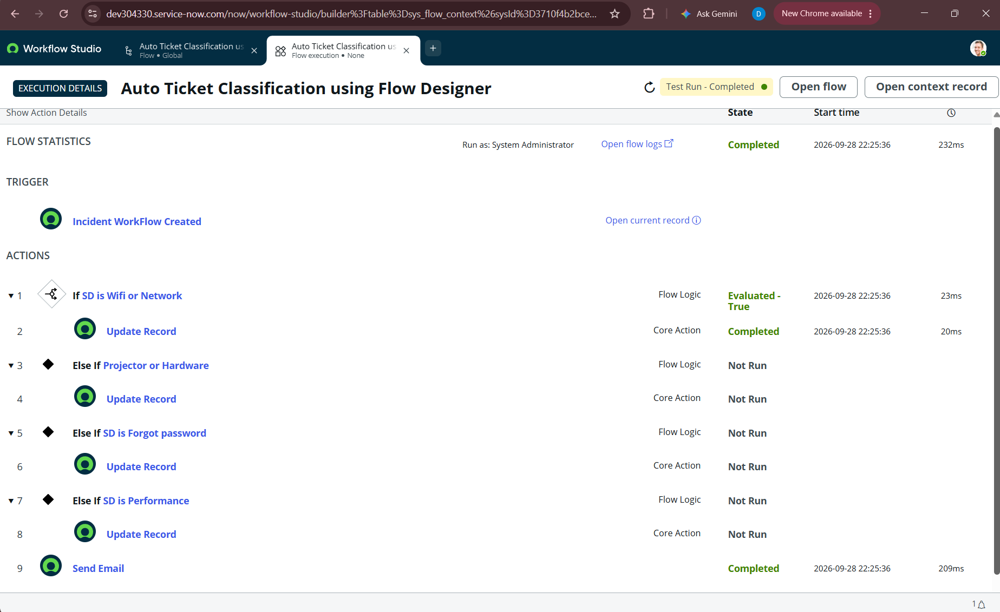 dev304330.service-now.com/now/workflow-studio/builder%3Ftable%3Dsys_flow_context%26sysId%3D3710f4b2bce...
Ask Gemini
D
New Chrome available
Workflow Studio
Auto Ticket Classification us
Flow • Global
Auto Ticket Classification us
Flow execution • None
EXECUTION DETAILS
Auto Ticket Classification using Flow Designer
Test Run - Completed
Open flow
Open context record
Show Action Details
State
Start time
FLOW STATISTICS
Run as: System Administrator
Open flow logs
Completed
2026-09-28 22:25:36
232ms
TRIGGER
Incident WorkFlow Created
Open current record
ACTIONS
1
If SD is Wifi or Network
Flow Logic
Evaluated -
True
2026-09-28 22:25:36
23ms
2
Update Record
Core Action
Completed
2026-09-28 22:25:36
20ms
3
Else If Projector or Hardware
Flow Logic
Not Run
4
Update Record
Core Action
Not Run
5
Else If SD is Forgot password
Flow Logic
Not Run
6
Update Record
Core Action
Not Run
7
Else If SD is Performance
Flow Logic
Not Run
8
Update Record
Core Action
Not Run
9
Send Email
Completed
2026-09-28 22:25:36
209ms
1